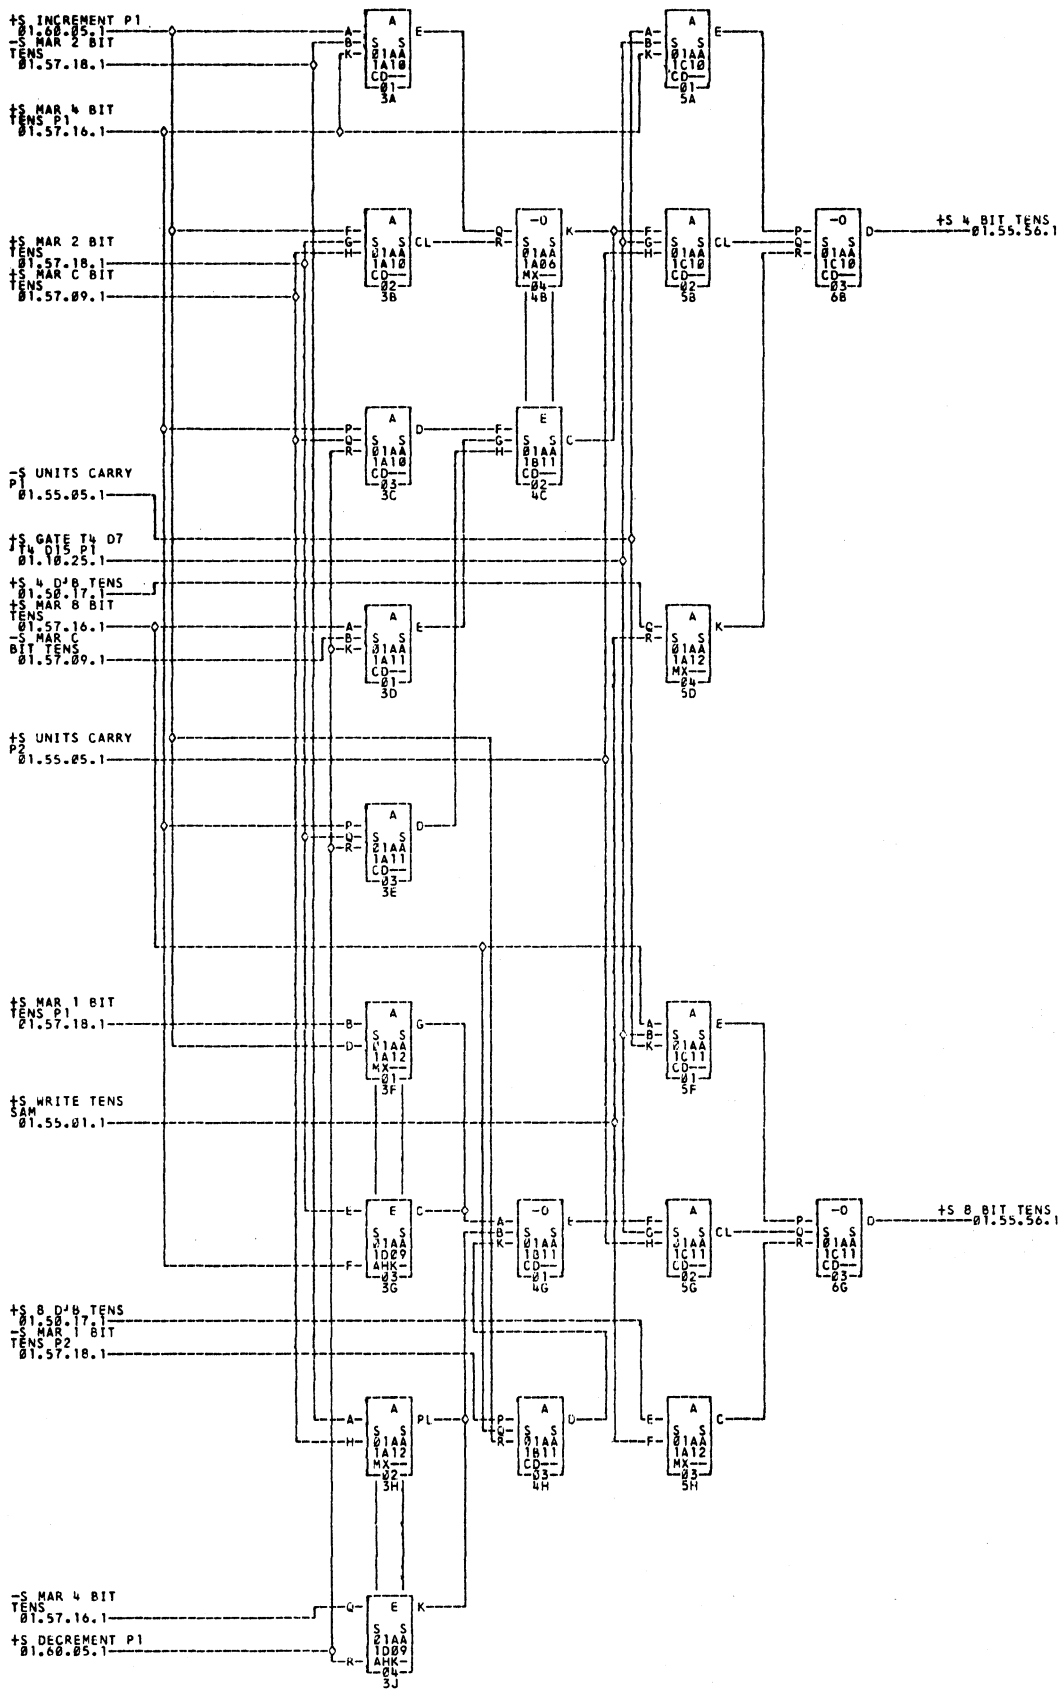 +S INCREMENT P1
01.60.05.1
-S MAR 2 BIT
TENS
01.57.18.1
+S MAR 4 BIT
TENS P1
01.57.16.1
+S MAR 2 BIT
TENS
01.57.18.1
+S MAR C BIT
TENS
01.57.09.1
-S UNITS CARRY
P1
01.55.05.1
+S GATE T4 D7
T4 D15 P1
01.10.25.1
+S 4 D'B TENS
01.50.17.1
+S MAR 8 BIT
TENS
01.57.16.1
-S MAR C
BIT TENS
01.57.09.1
+S UNITS CARRY
P2
01.55.05.1
+S MAR 1 BIT
TENS P1
01.57.18.1
+S WRITE TENS
SAM
01.55.01.1
+S 8 D'B TENS
01.50.17.1
-S MAR 1 BIT
TENS P2
01.57.18.1
-S MAR 4 BIT
TENS
01.57.16.1
+S DECREMENT P1
01.60.05.1
A
A
B
K
E
S S
01AA
1A10
CD--
01
3A
A
F
G
H
CL
S S
01AA
1A10
CD--
02
3B
A
P
Q
R
D
S S
01AA
1A10
CD--
03
3C
A
A
B
K
E
S S
01AA
1A11
CD--
01
3D
A
P
Q
R
D
S S
01AA
1A11
CD--
03
3E
A
B
D
G
S S
01AA
1A12
MX--
01
3F
E
E
F
C
S S
01AA
1D09
AHK-
03
3G
A
A
H
PL
S S
01AA
1A12
MX--
02
3H
E
Q
R
K
S S
01AA
1D09
AHK-
04
3J
-O
Q
R
K
S S
01AA
1A06
MX--
04
4B
E
F
G
H
C
S S
01AA
1B11
CD--
02
4C
-O
A
B
K
E
S S
01AA
1B11
CD--
01
4G
A
P
Q
R
D
S S
01AA
1B11
CD--
03
4H
A
A
B
K
E
S S
01AA
1C10
CD--
01
5A
A
F
G
H
CL
S S
01AA
1C10
CD--
02
5B
A
Q
R
K
S S
01AA
1A12
MX--
04
5D
A
A
B
K
E
S S
01AA
1C11
CD--
01
5F
A
F
G
H
CL
S S
01AA
1C11
CD--
02
5G
A
E
F
C
S S
01AA
1A12
MX--
03
5H
-O
P
Q
R
D
S S
01AA
1C10
CD--
03
6B
-O
P
Q
R
D
S S
01AA
1C11
CD--
03
6G
+S 4 BIT TENS
01.55.56.1
+S 8 BIT TENS
01.55.56.1